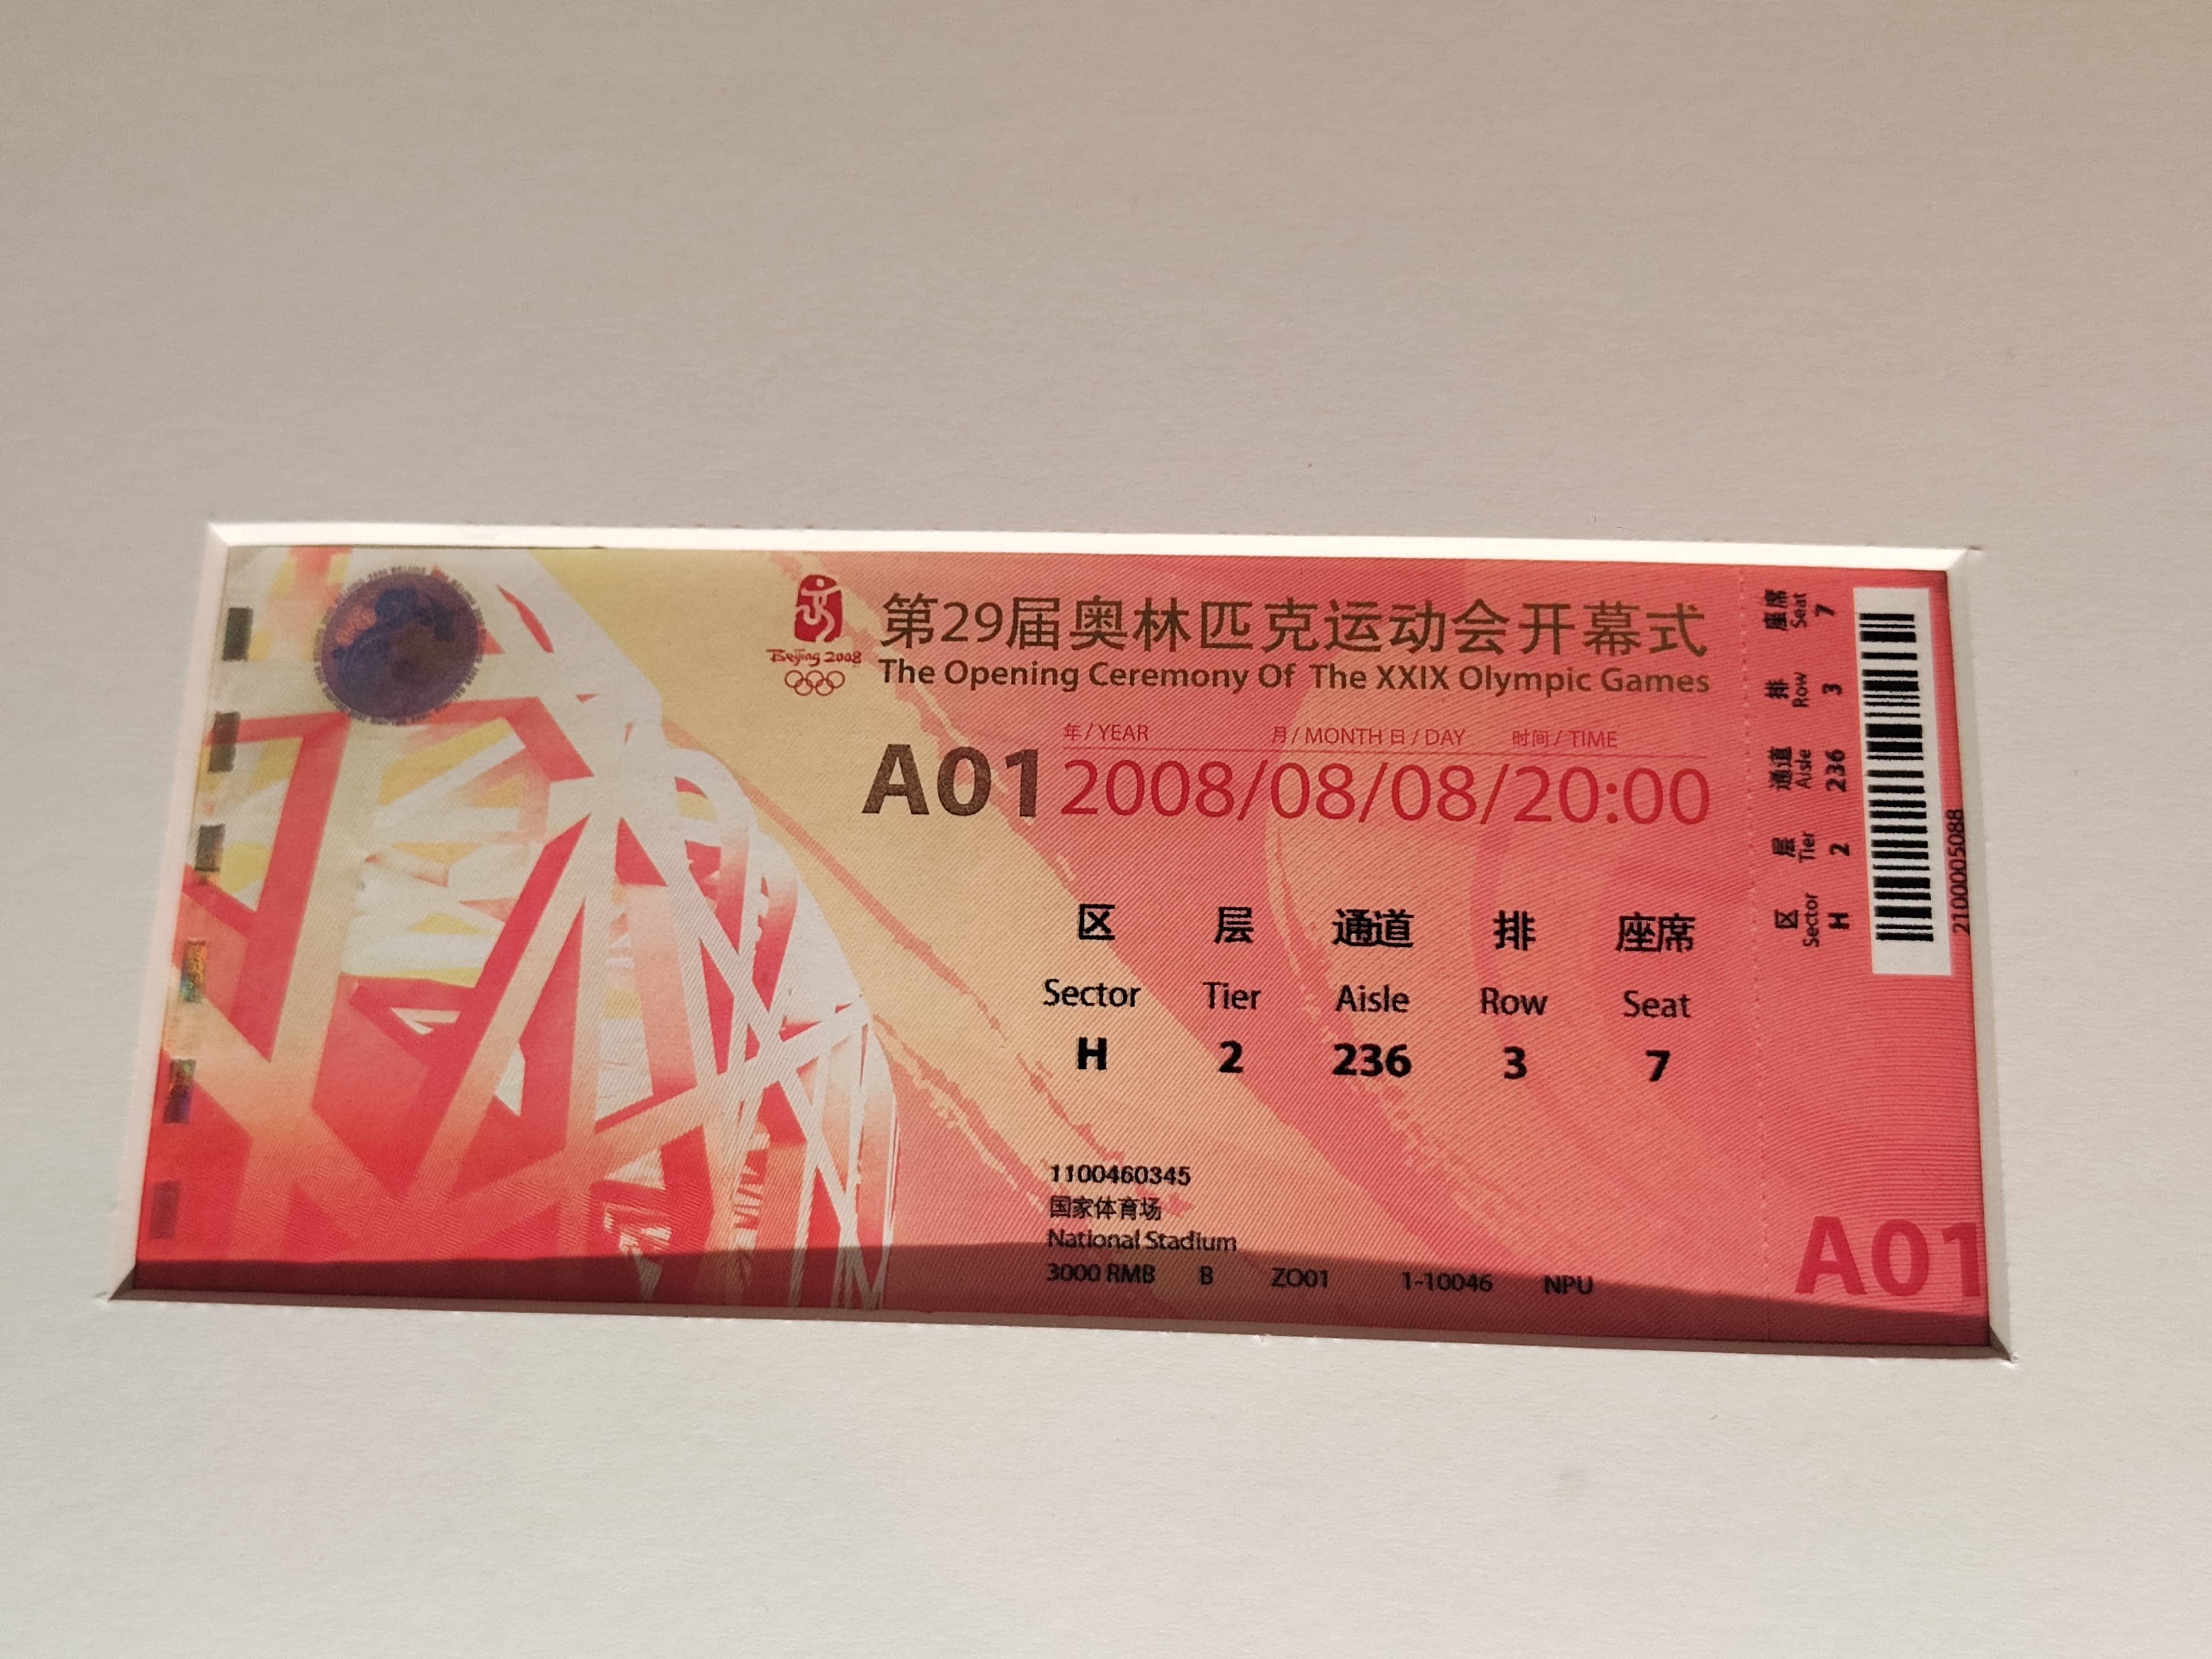 Beijing 2008
第29届奥林匹克运动会开幕式
The Opening Ceremony Of The XXIX Olympic Games
年/YEAR 月/MONTH 日/DAY 时间/TIME
A01 2008/08/08/20:00
区 层 通道 排 座席
Sector Tier Aisle Row Seat
H 2 236 3 7
1100460345
国家体育场
National Stadium
3000 RMB B ZO01 1-10046 NPU
区 层 通道 排 座席
Sector Tier Aisle Row Seat
H 2 236 3 7
210005088
A01